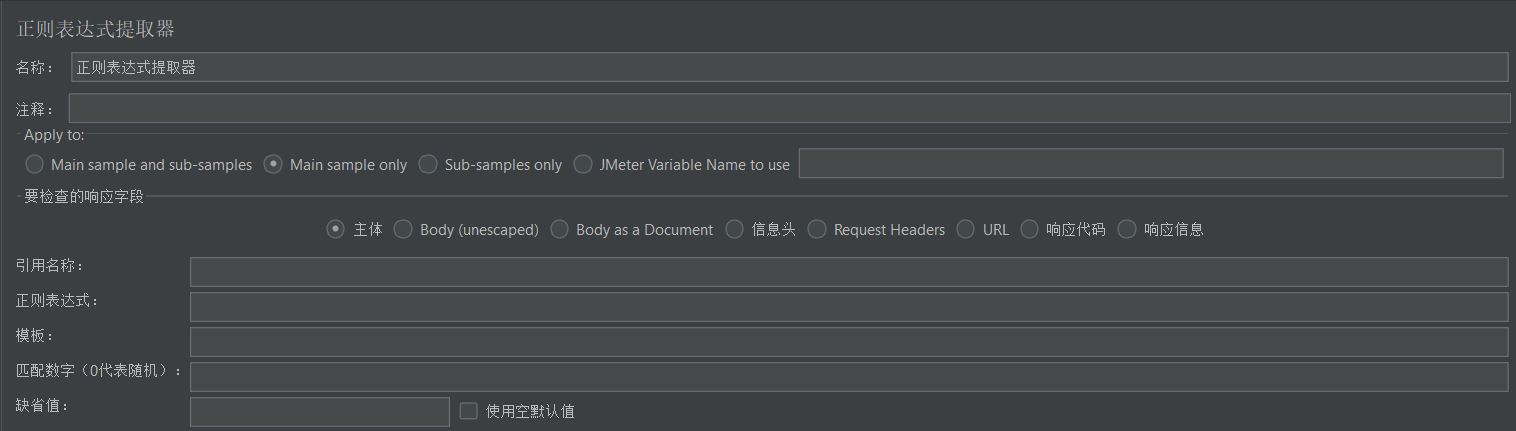 正则表达式提取器
名称： 正则表达式提取器
注释：
Apply to:
Main sample and sub-samples Main sample only Sub-samples only JMeter Variable Name to use
要检查的响应字段
主体 Body (unescaped) Body as a Document 信息头 Request Headers URL 响应代码 响应信息
引用名称：
正则表达式：
模板：
匹配数字（0代表随机）：
缺省值： 使用空默认值